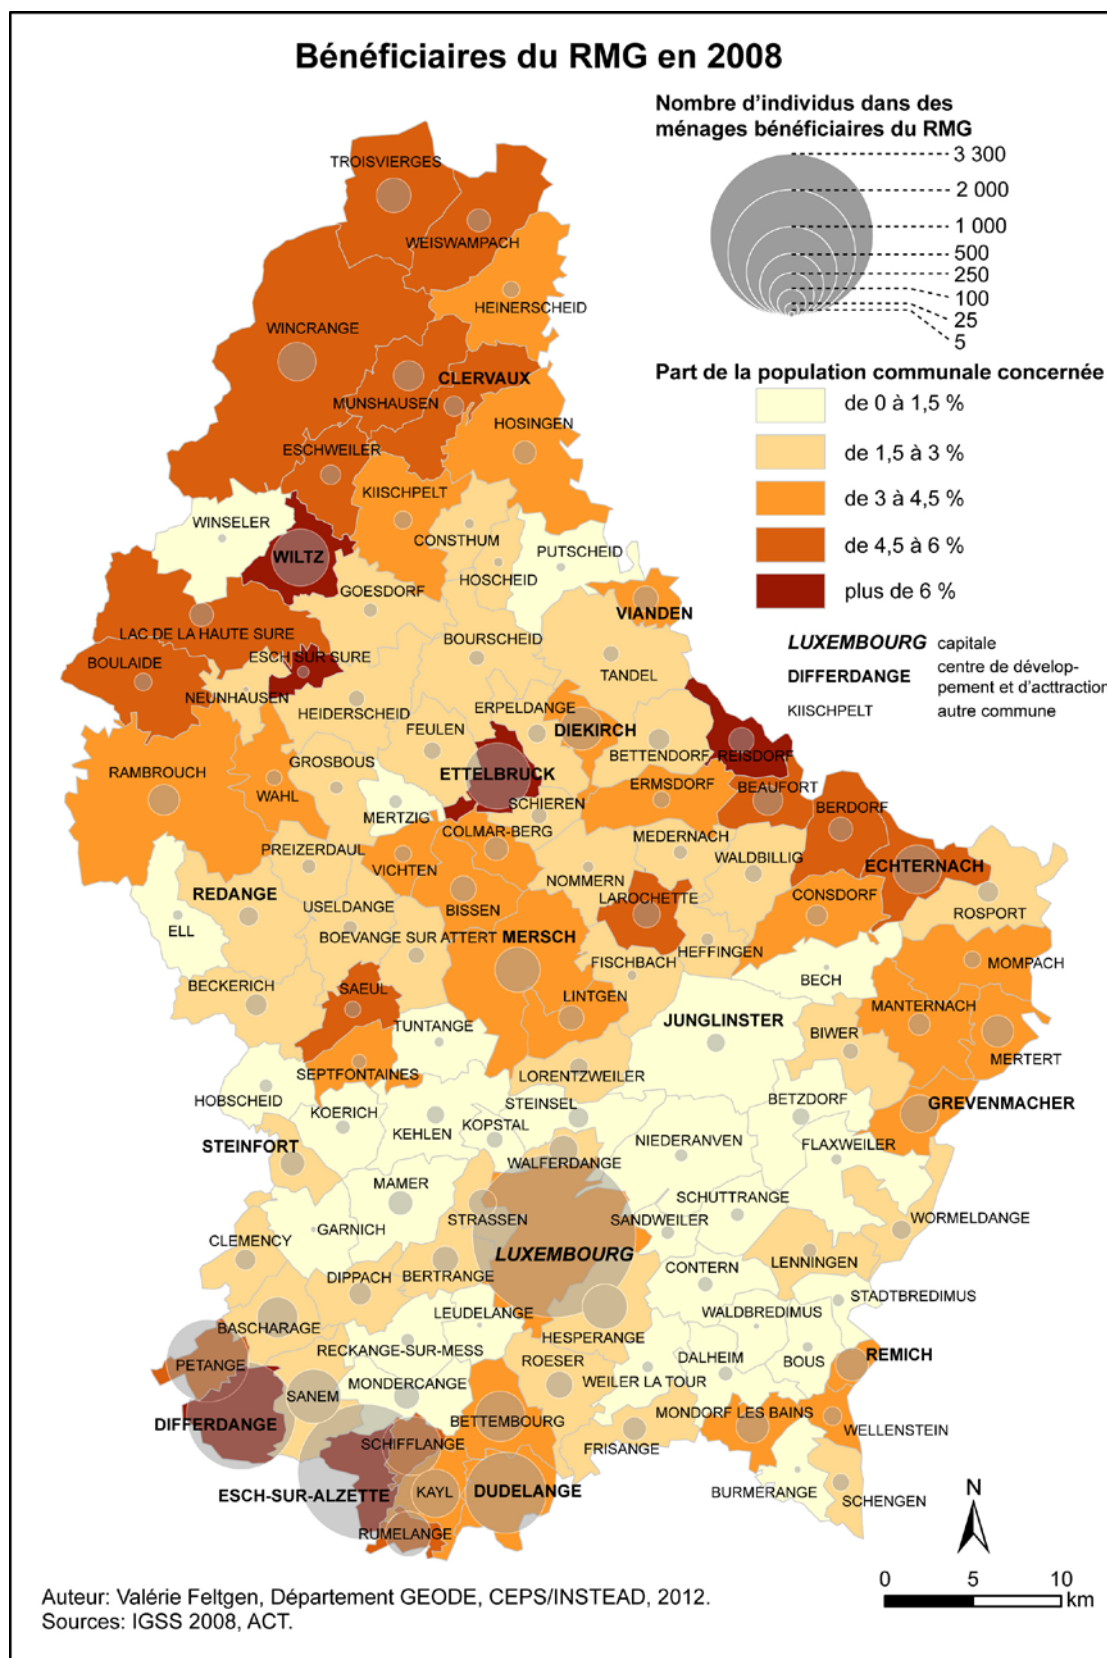 Bénéficiaires du RMG en 2008
Nombre d'individus dans des
ménages bénéficiaires du RMG
3 300
2 000
1 000
500
250
100
25
5
Part de la population communale concernée
de 0 à 1,5 %
de 1,5 à 3 %
de 3 à 4,5 %
de 4,5 à 6 %
plus de 6 %
LUXEMBOURG capitale
DIFFERDANGE centre de dévelop-
pement et d'acttraction
KIISCHPELT autre commune
TROISVIERGES
WEISWAMPACH
HEINERSCHEID
WINCRANGE
CLERVAUX
MUNSHAUSEN
HOSINGEN
ESCHWEILER
KIISCHPELT
WINSELER
CONSTHUM
PUTSCHEID
WILTZ
HOSCHEID
GOESDORF
VIANDEN
LAC DE LA HAUTE SURE
BOURSCHEID
ESCH SUR SURE
BOULAIDE
TANDEL
NEUNHAUSEN
ERPELDANGE
HEIDERSCHEID
FEULEN
DIEKIRCH
BETTENDORF
REISDORF
GROSBOUS
RAMBROUCH
ETTELBRUCK
ERMSDORF
BEAUFORT
WAHL
SCHIEREN
BERDORF
MERTZIG
COLMAR-BERG
MEDERNACH
PREIZERDAUL
VICHTEN
WALDBILLIG
ECHTERNACH
NOMMERN
REDANGE
LAROCHETTE
CONSDORF
USELDANGE
BISSEN
ROSPORT
ELL
BOEVANGE SUR ATTERT
MERSCH
HEFFINGEN
FISCHBACH
MOMPACH
BECH
BECKERICH
SAEUL
LINTGEN
MANTERNACH
JUNGLINSTER
TUNTANGE
BIWER
MERTERT
SEPTFONTAINES
LORENTZWEILER
HOBSCHEID
BETZDORF
GREVENMACHER
STEINSEL
KOERICH
KOPSTAL
KEHLEN
NIEDERANVEN
STEINFORT
FLAXWEILER
WALFERDANGE
MAMER
SCHUTTRANGE
STRASSEN
SANDWEILER
GARNICH
WORMELDANGE
CLEMENCY
LUXEMBOURG
LENNINGEN
CONTERN
DIPPACH
BERTRANGE
STADTBREDIMUS
LEUDELANGE
WALDBREDIMUS
BASCHARAGE
HESPERANGE
RECKANGE-SUR-MESS
ROESER
DALHEIM
BOUS
REMICH
PETANGE
WEILER LA TOUR
MONDERCANGE
SANEM
MONDORF LES BAINS
DIFFERDANGE
BETTEMBOURG
WELLENSTEIN
SCHIFFLANGE
FRISANGE
KAYL
DUDELANGE
BURMERANGE
ESCH-SUR-ALZETTE
SCHENGEN
RUMELANGE
N
0 5 10
km
Auteur: Valérie Feltgen, Département GEODE, CEPS/INSTEAD, 2012.
Sources: IGSS 2008, ACT.